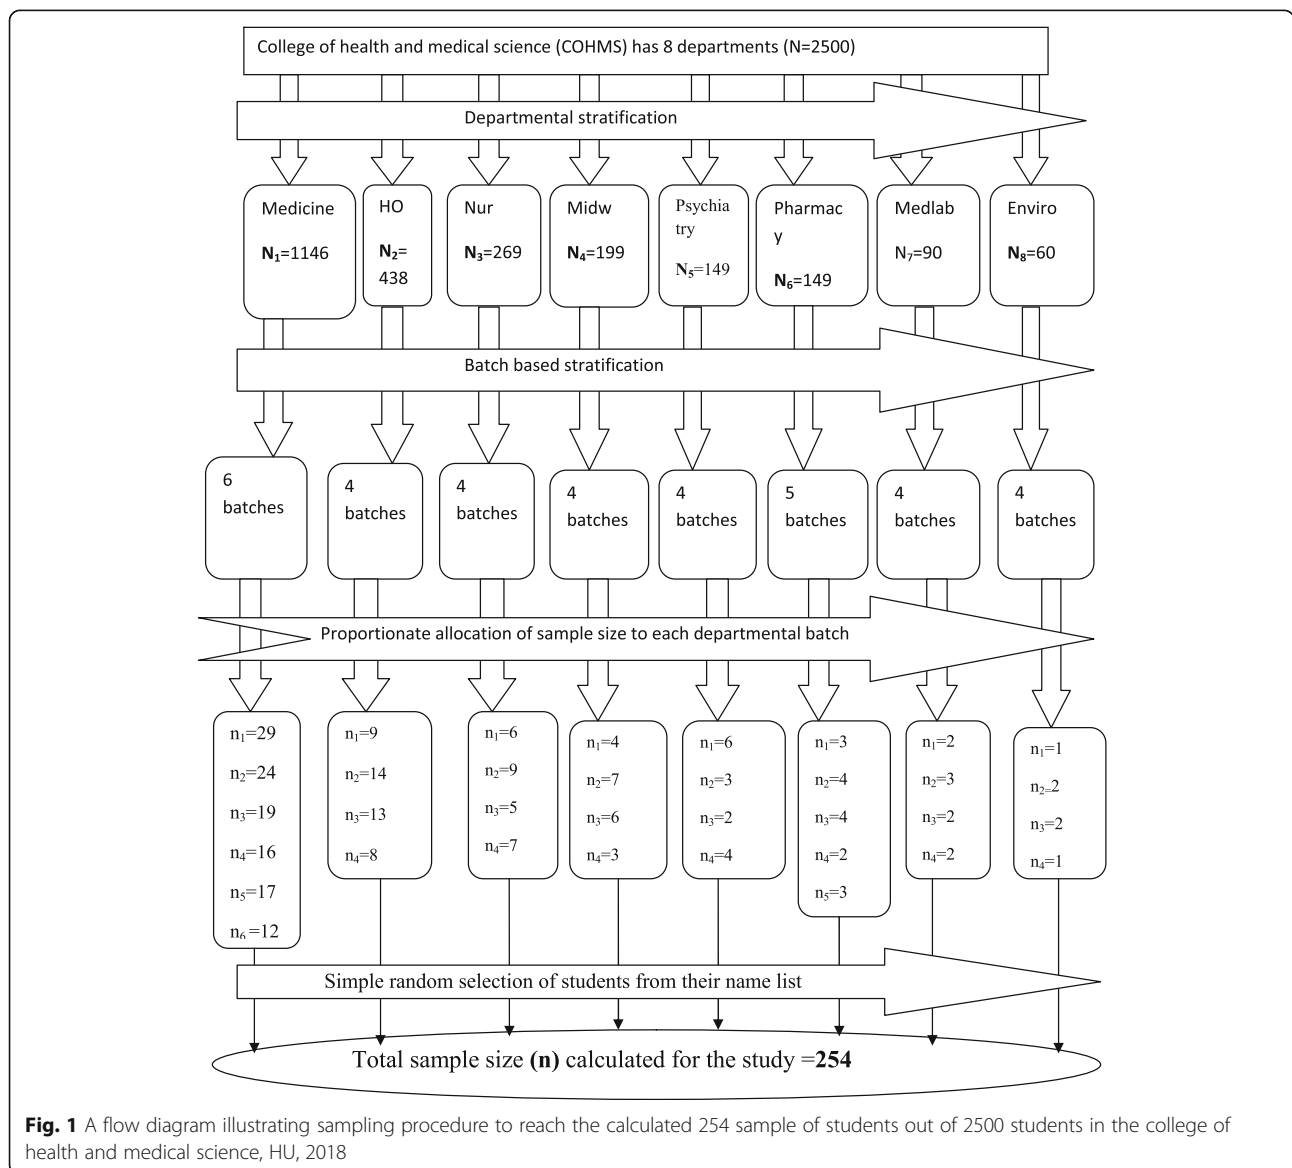 College of health and medical science (COHMS) has 8 departments (N=2500)
Departmental stratification
Medicine
N₁=1146
HO
N₂=
438
Nur
N₃=269
Midw
N₄=199
Psychia
try
N₅=149
Pharmac
y
N₆=149
Medlab
N₇=90
Enviro
N₈=60
Batch based stratification
6
batches
4
batches
4
batches
4
batches
4
batches
5
batches
4
batches
4
batches
Proportionate allocation of sample size to each departmental batch
n₁=29
n₂=24
n₃=19
n₄=16
n₅=17
n₆=12
n₁=9
n₂=14
n₃=13
n₄=8
n₁=6
n₂=9
n₃=5
n₄=7
n₁=4
n₂=7
n₃=6
n₄=3
n₁=6
n₂=3
n₃=2
n₄=4
n₁=3
n₂=4
n₃=4
n₄=2
n₅=3
n₁=2
n₂=3
n₃=2
n₄=2
n₁=1
n₂₌2
n₃=2
n₄=1
Simple random selection of students from their name list
Total sample size (n) calculated for the study =254
Fig. 1 A flow diagram illustrating sampling procedure to reach the calculated 254 sample of students out of 2500 students in the college of
health and medical science, HU, 2018